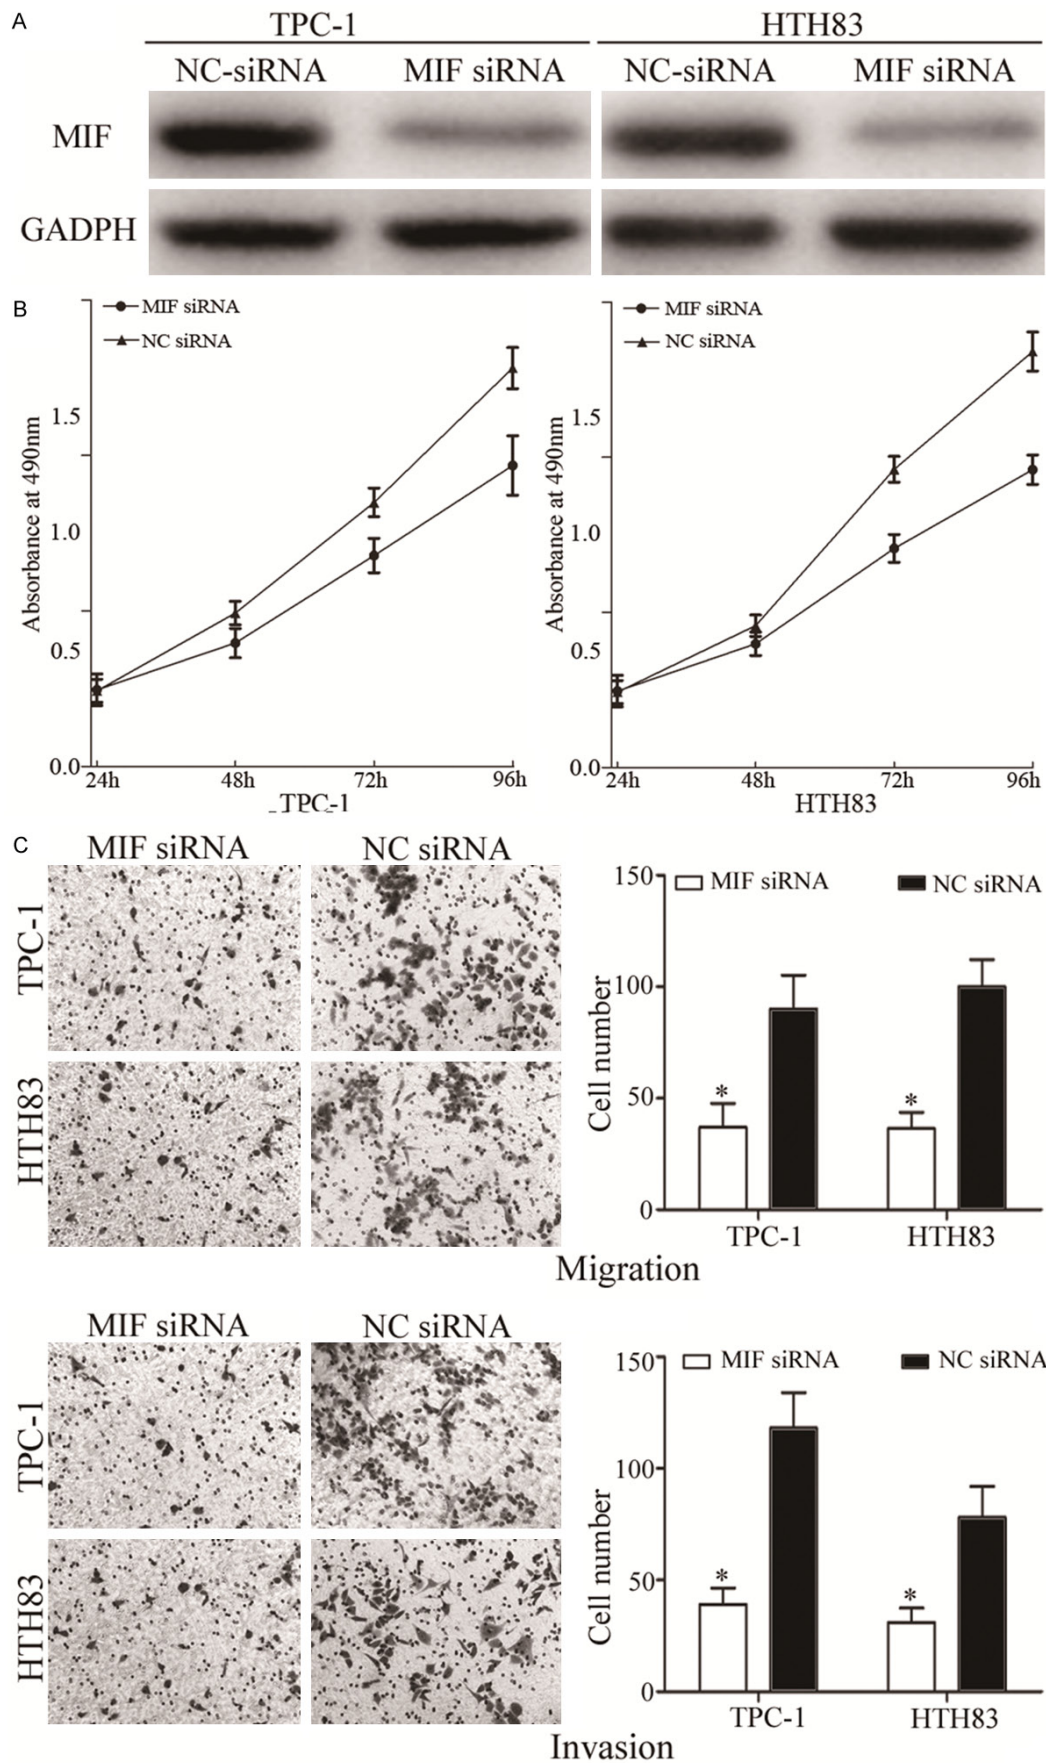 A
TPC-1
HTH83
NC-siRNA
MIF siRNA
NC-siRNA
MIF siRNA
MIF
GADPH
B
MIF siRNA
NC siRNA
Absorbance at 490nm
1.5
1.0
0.5
0.0
24h
48h
72h
96h
TPC-1
MIF siRNA
NC siRNA
Absorbance at 490nm
1.5
1.0
0.5
0.0
24h
48h
72h
96h
HTH83
C
MIF siRNA
NC siRNA
TPC-1
HTH83
150
100
50
0
Cell number
MIF siRNA
NC siRNA
*
*
TPC-1
HTH83
Migration
MIF siRNA
NC siRNA
TPC-1
HTH83
150
100
50
0
Cell number
MIF siRNA
NC siRNA
*
*
TPC-1
HTH83
Invasion